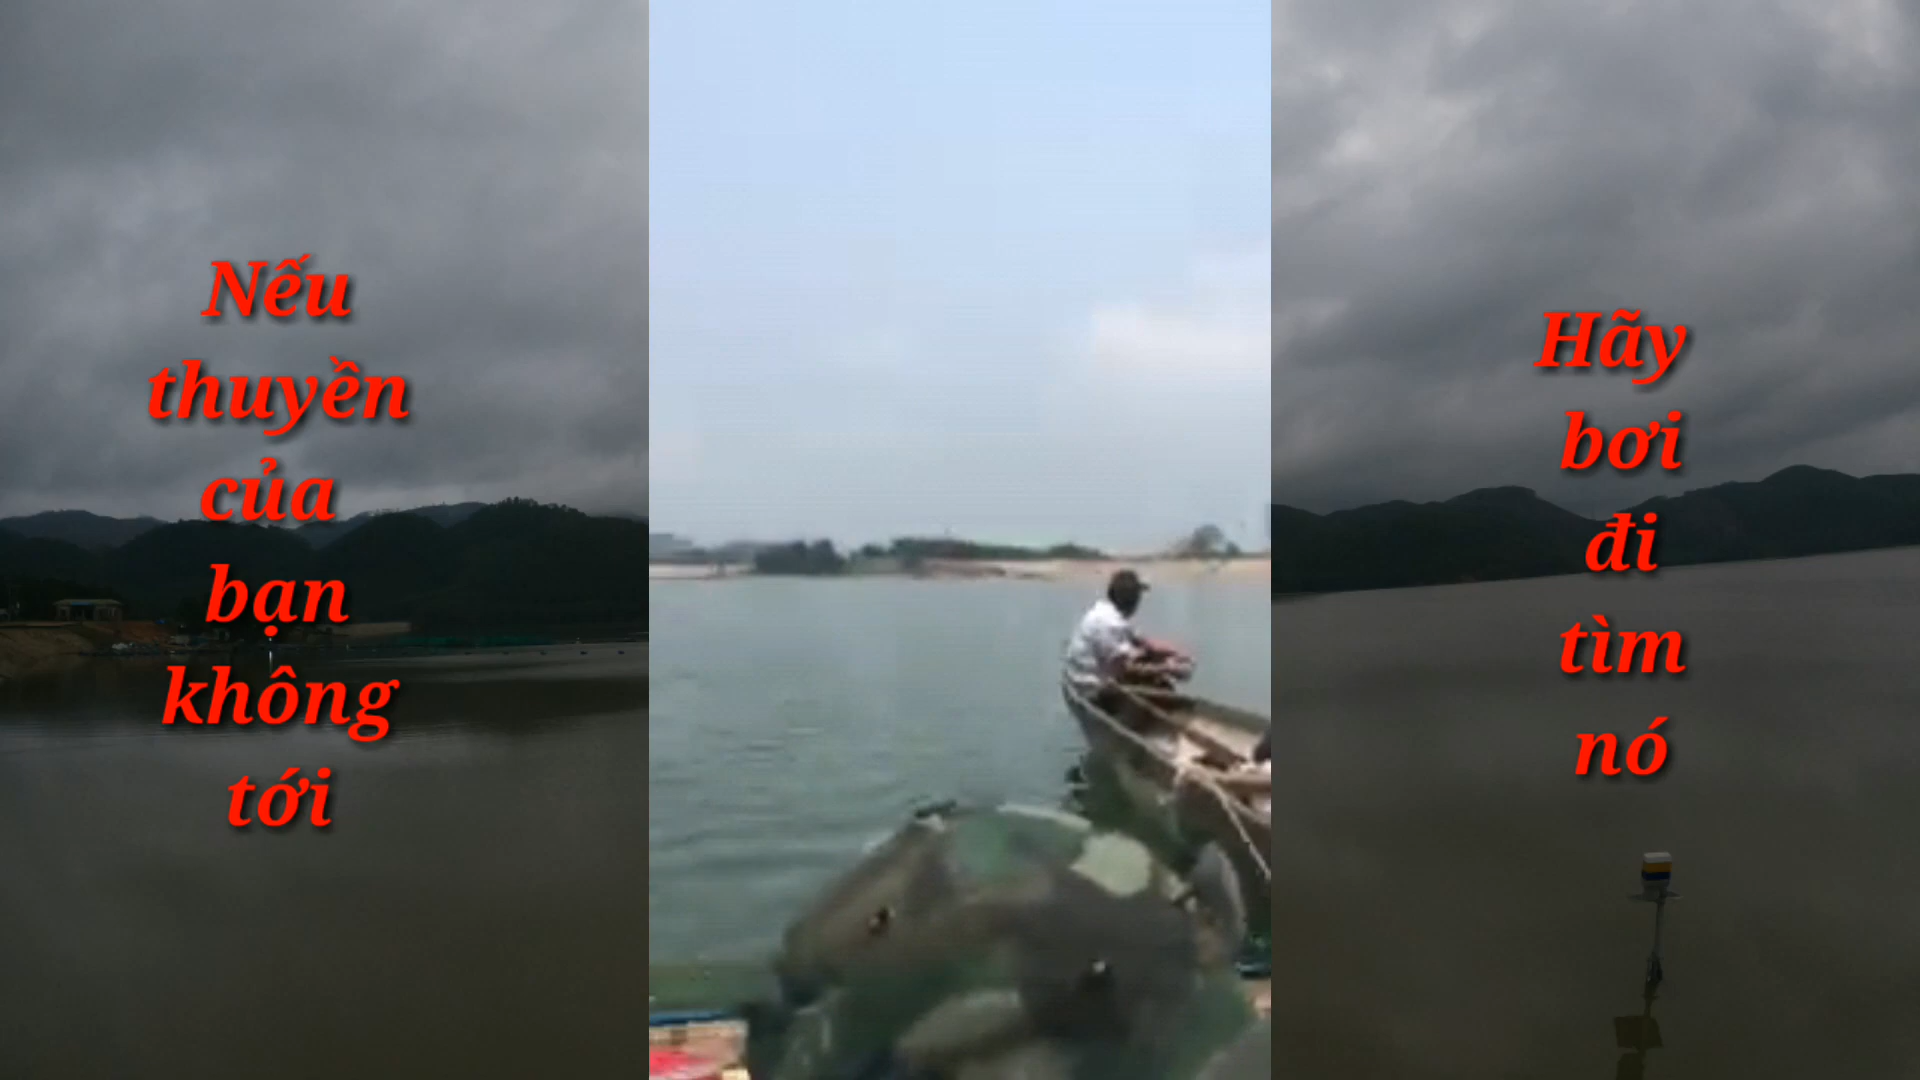 Nếu
thuyền
của
bạn
không
tới
Hãy
bơi
đi
tìm
nó